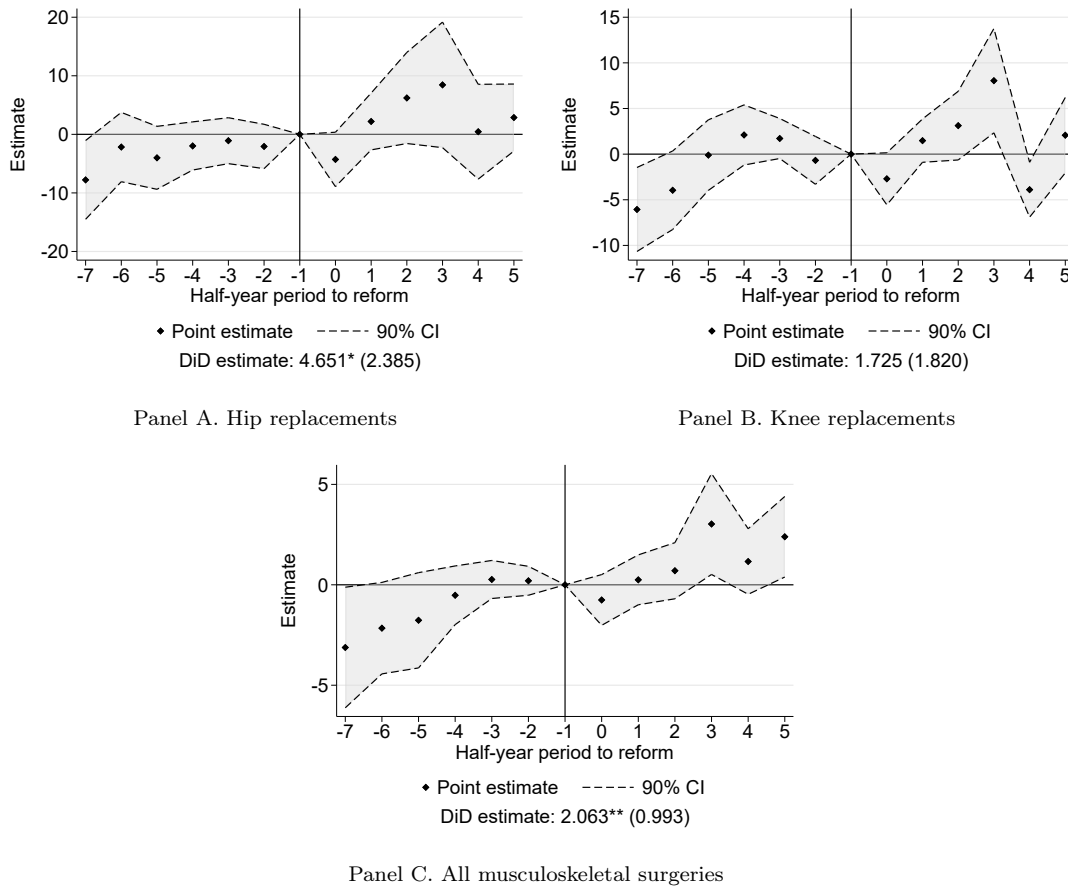 20
10
0
-10
-20
Estimate
-7 -6 -5 -4 -3 -2 -1 0 1 2 3 4 5
Half-year period to reform
Point estimate 90% CI
DiD estimate: 4.651* (2.385)
Panel A. Hip replacements
15
10
5
0
-5
-10
Estimate
-7 -6 -5 -4 -3 -2 -1 0 1 2 3 4 5
Half-year period to reform
Point estimate 90% CI
DiD estimate: 1.725 (1.820)
Panel B. Knee replacements
5
0
-5
Estimate
-7 -6 -5 -4 -3 -2 -1 0 1 2 3 4 5
Half-year period to reform
Point estimate 90% CI
DiD estimate: 2.063** (0.993)
Panel C. All musculoskeletal surgeries